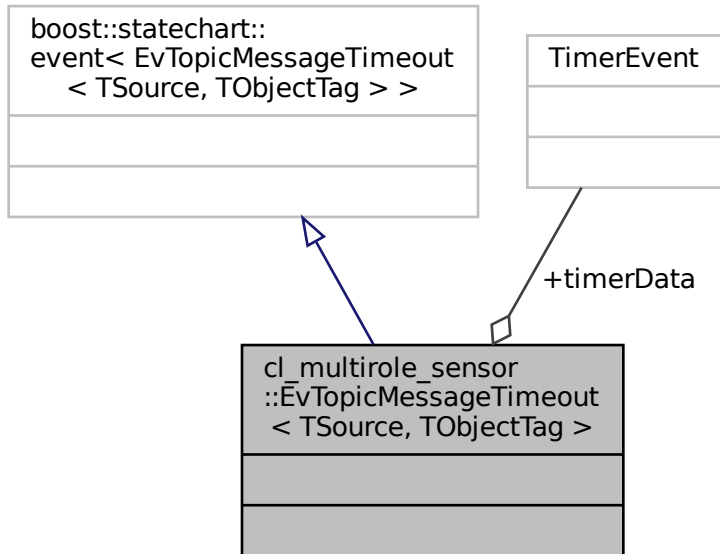 boost::statechart::
event< EvTopicMessageTimeout
< TSource, TObjectTag > >
TimerEvent
+timerData
cl_multirole_sensor
::EvTopicMessageTimeout
< TSource, TObjectTag >